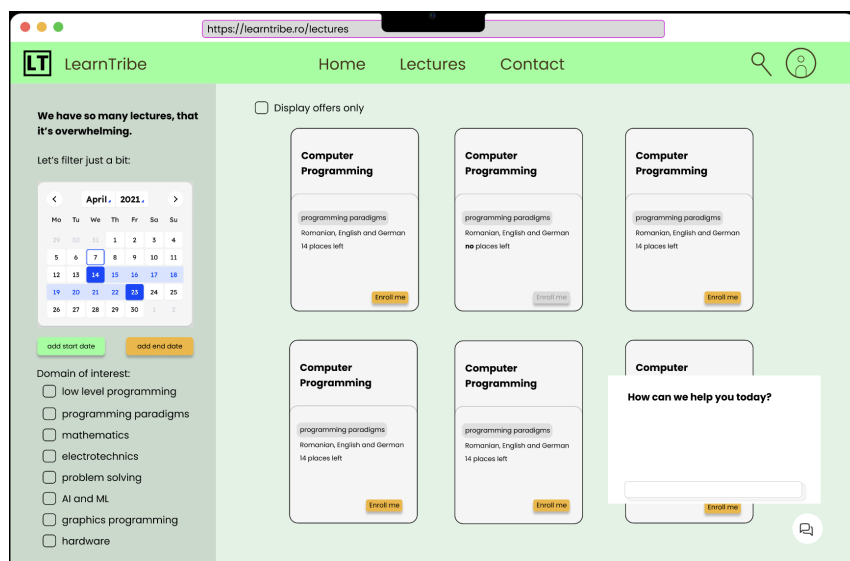 https://learntribe.ro/lectures
LT LearnTribe Home Lectures Contact
We have so many lectures, that
it's overwhelming.
Let's filter just a bit:
April 2021
Mo Tu We Th Fr Sa Su
29 30 31 1 2 3 4
5 6 7 8 9 10 11
12 13 14 15 16 17 18
19 20 21 22 23 24 25
26 27 28 29 30 1 2
add start date add end date
Domain of interest:
low level programming
programming paradigms
mathematics
electrotechnics
problem solving
AI and ML
graphics programming
hardware
Display offers only
Computer
Programming
programming paradigms
Romanian, English and German
14 places left
Enroll me
Computer
Programming
programming paradigms
Romanian, English and German
no places left
Enroll me
Computer
Programming
programming paradigms
Romanian, English and German
14 places left
Enroll me
Computer
Programming
programming paradigms
Romanian, English and German
14 places left
Enroll me
Computer
Programming
programming paradigms
Romanian, English and German
14 places left
Enroll me
Computer
How can we help you today?
Enroll me